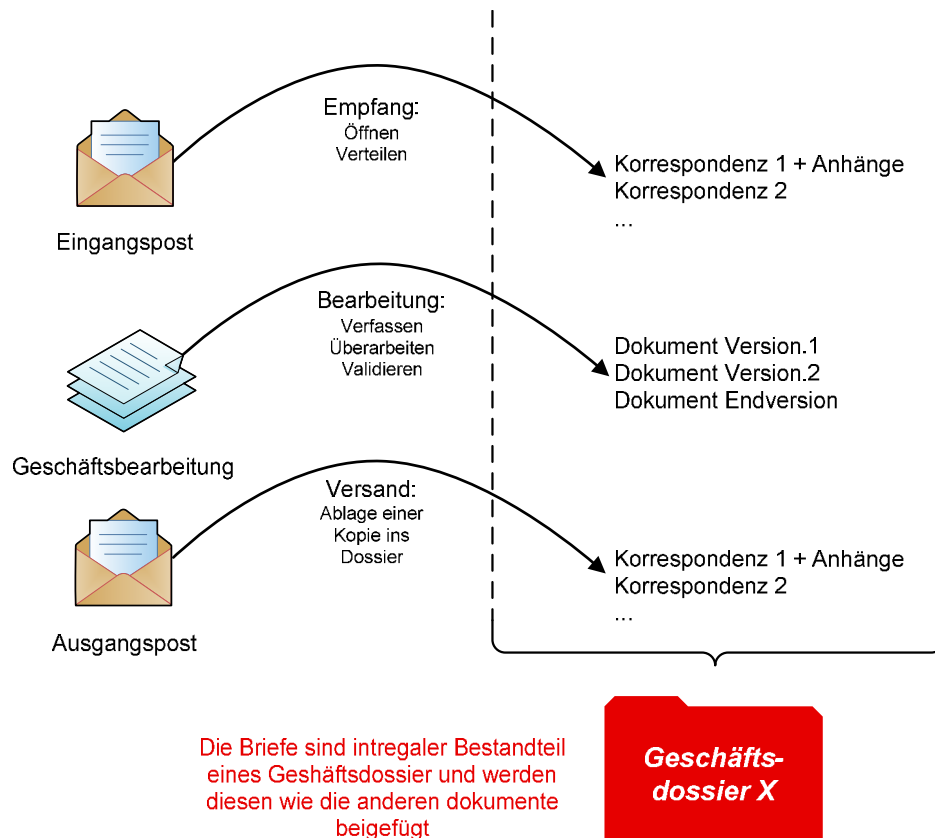 Empfang:
Öffnen
Verteilen
Eingangspost
Korrespondenz 1 + Anhänge
Korrespondenz 2
...
Bearbeitung:
Verfassen
Überarbeiten
Validieren
Geschäftsbearbeitung
Dokument Version.1
Dokument Version.2
Dokument Endversion
Versand:
Ablage einer
Kopie ins
Dossier
Ausgangspost
Korrespondenz 1 + Anhänge
Korrespondenz 2
...
Die Briefe sind intregaler Bestandteil
eines Geshäftsdossier und werden
diesen wie die anderen dokumente
beigefügt
Geschäfts-
dossier X